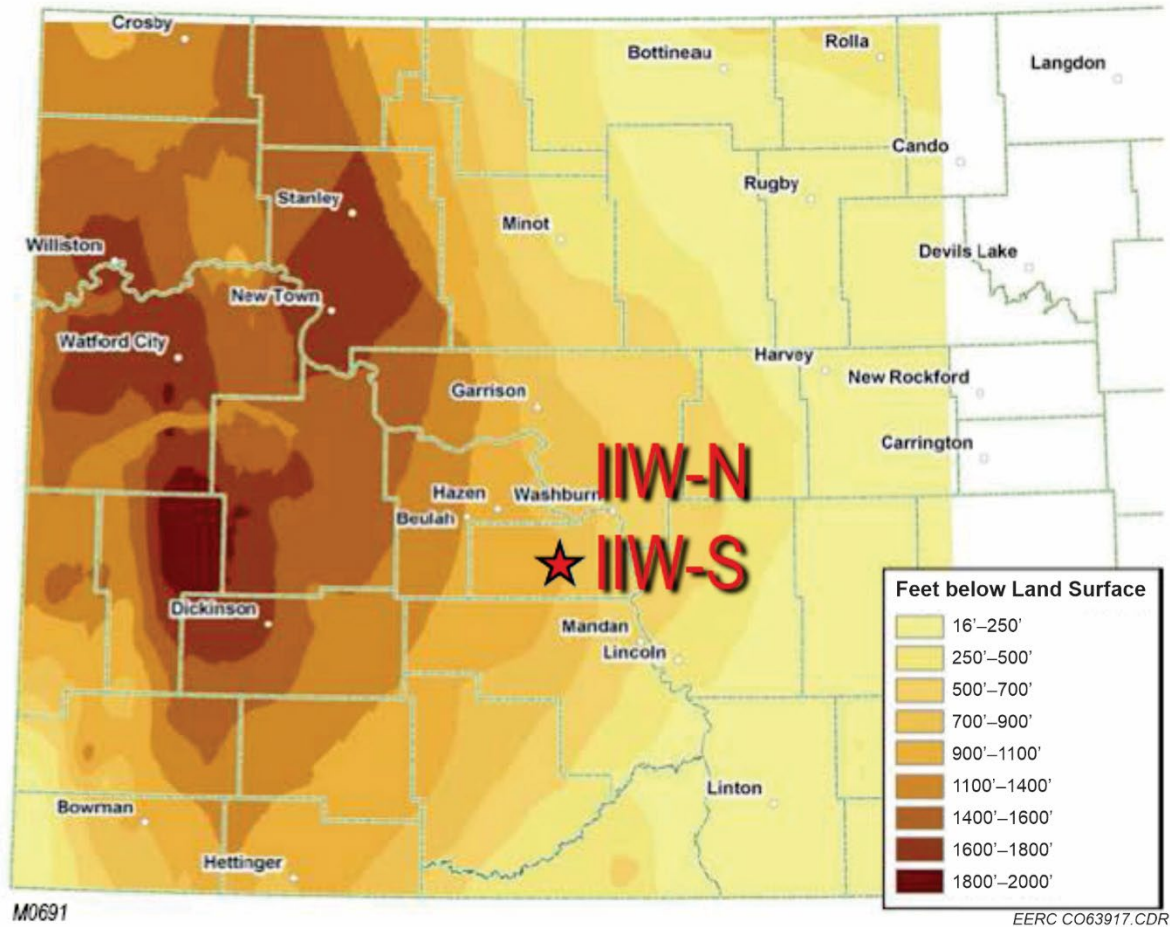 Crosby
Bottineau
Rolla
Langdon
Cando
Rugby
Stanley
Minot
Devils Lake
Williston
New Town
Watford City
Harvey
New Rockford
Garrison
Carrington
IIW-N
Hazen
Washburn
Beulah
IIW-S
Dickinson
Mandan
Lincoln
Linton
Bowman
Hettinger
Feet below Land Surface
16'–250'
250'–500'
500'–700'
700'–900'
900'–1100'
1100'–1400'
1400'–1600'
1600'–1800'
1800'–2000'
M0691
EERC CO63917.CDR